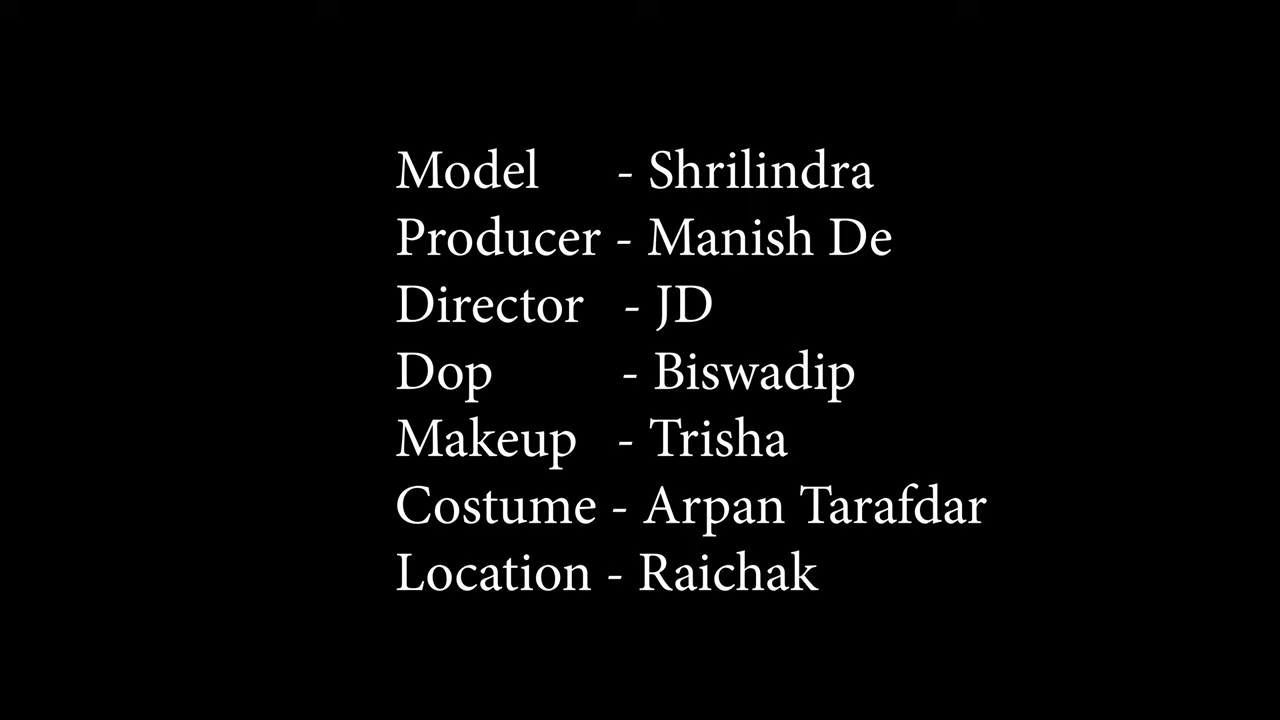 Model - Shrilindra
Producer - Manish De
Director - JD
Dop - Biswadip
Makeup - Trisha
Costume - Arpan Tarafdar
Location - Raichak